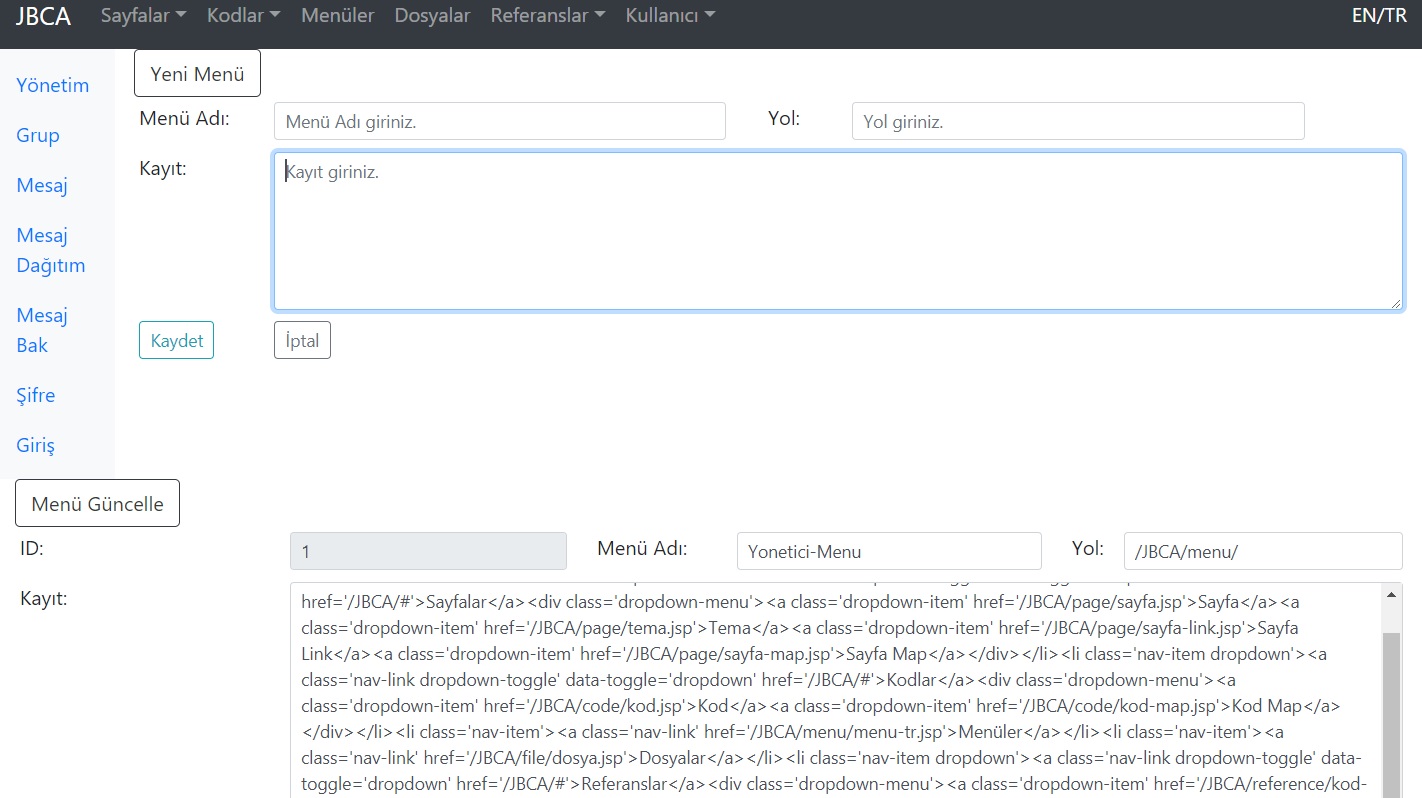 JBCA Sayfalar Kodlar Menüler Dosyalar Referanslar Kullanıcı EN/TR
Yönetim
Grup
Mesaj
Mesaj
Dağıtım
Mesaj
Bak
Şifre
Giriş
Yeni Menü
Menü Adı: Menü Adı giriniz. Yol: Yol giriniz.
Kayıt: Kayıt giriniz.
Kaydet İptal
Menü Güncelle
ID: 1 Menü Adı: Yonetici-Menu Yol: /JBCA/menu/
Kayıt:
href='/JBCA/#'>Sayfalar</a><div class='dropdown-menu'><a class='dropdown-item' href='/JBCA/page/sayfa.jsp'>Sayfa</a><a
class='dropdown-item' href='/JBCA/page/tema.jsp'>Tema</a><a class='dropdown-item' href='/JBCA/page/sayfa-link.jsp'>Sayfa
Link</a><a class='dropdown-item' href='/JBCA/page/sayfa-map.jsp'>Sayfa Map</a></div></li><li class='nav-item dropdown'><a
class='nav-link dropdown-toggle' data-toggle='dropdown' href='/JBCA/#'>Kodlar</a><div class='dropdown-menu'><a
class='dropdown-item' href='/JBCA/code/kod.jsp'>Kod</a><a class='dropdown-item' href='/JBCA/code/kod-map.jsp'>Kod Map</a>
</div></li><li class='nav-item'><a class='nav-link' href='/JBCA/menu/menu-tr.jsp'>Menüler</a></li><li class='nav-item'><a
class='nav-link' href='/JBCA/file/dosya.jsp'>Dosyalar</a></li><li class='nav-item dropdown'><a class='nav-link dropdown-toggle' data-
toggle='dropdown' href='/JBCA/#'>Referanslar</a><div class='dropdown-menu'><a class='dropdown-item' href='/JBCA/reference/kod-